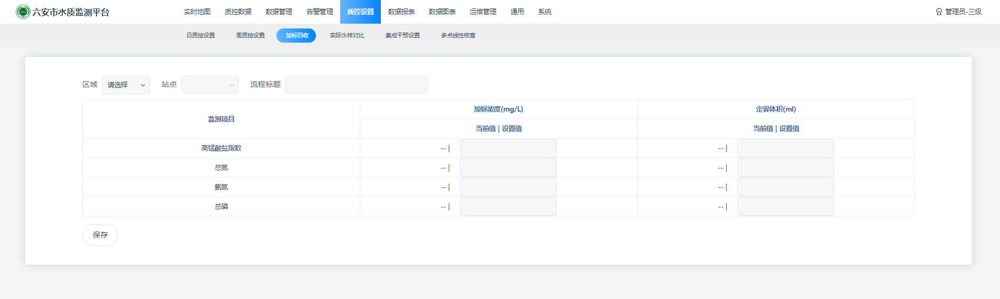 六安市水质监测平台
实时地图 质控数据 数据管理 告警管理 质控设置 数据报表 数据图表 运维管理 通用 系统
管理员-三级
日质控设置 周质控设置 加标回收 实际水样对比 集成干预设置 多点线性核查
区域 请选择 站点 流程标题
监测项目 加标浓度(mg/L) 定容体积(ml)
当前值 | 设置值 当前值 | 设置值
高锰酸盐指数 -- | -- |
总氮 -- | -- |
氨氮 -- | -- |
总磷 -- | -- |
保存